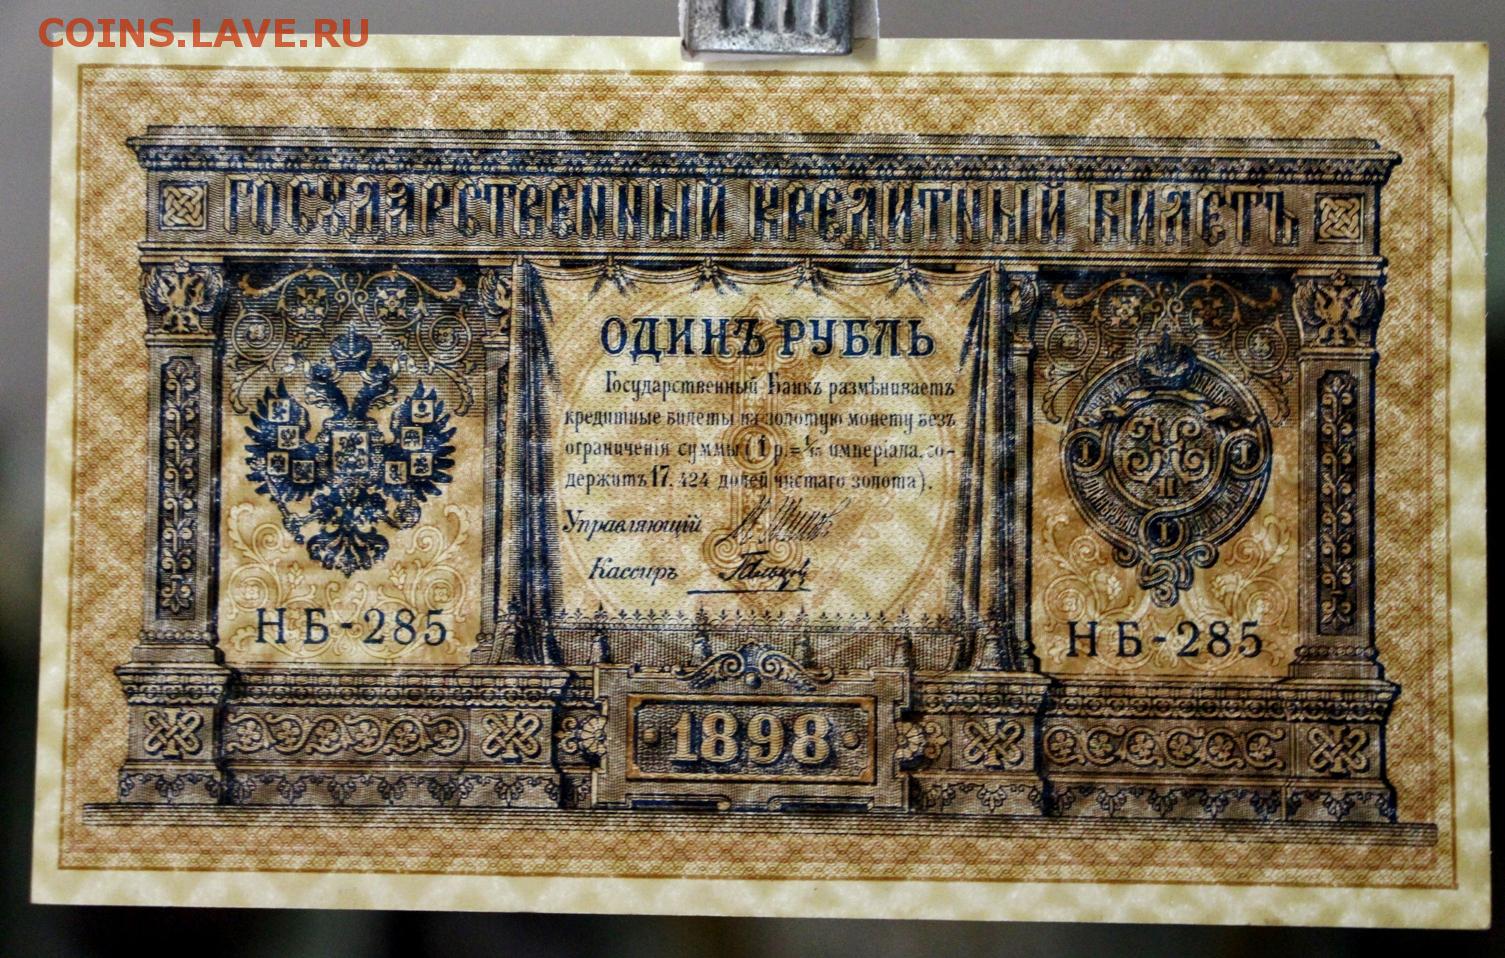 COINS.LAVE.RU
ГОСУДАРСТВЕННЫЙ КРЕДИТНЫЙ БИЛЕТЪ
ОДИНЪ РУБЛЬ
Государственный Банкъ размѣниваетъ
кредитные билеты на золотую монету безъ
ограниченія суммы (1 р. = 1/15 имперіала, со-
держитъ 17,424 долей чистаго золота).
Управляющій
Кассиръ
НБ-285
НБ-285
1898